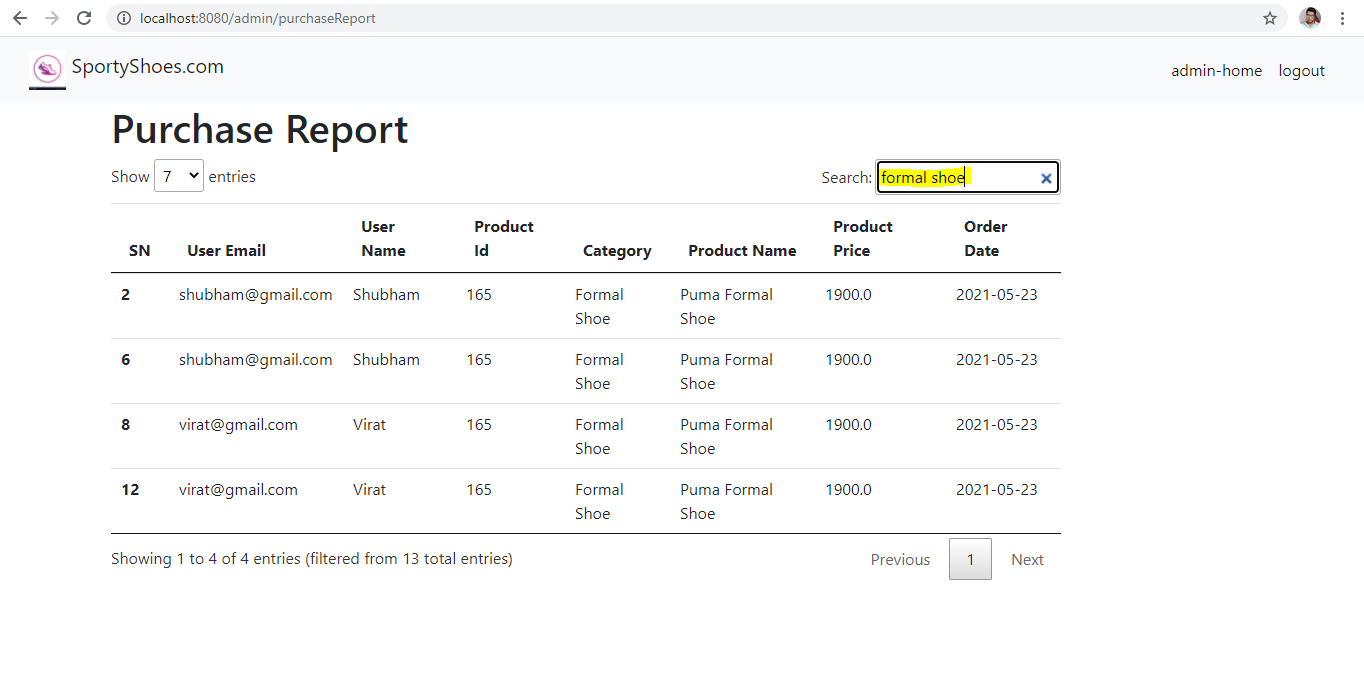 localhost:8080/admin/purchaseReport
SportyShoes.com
admin-home logout
Purchase Report
Show 7 entries
Search: formal shoe
SN User Email User Name Product Id Category Product Name Product Price Order Date
2 shubham@gmail.com Shubham 165 Formal Shoe Puma Formal Shoe 1900.0 2021-05-23
6 shubham@gmail.com Shubham 165 Formal Shoe Puma Formal Shoe 1900.0 2021-05-23
8 virat@gmail.com Virat 165 Formal Shoe Puma Formal Shoe 1900.0 2021-05-23
12 virat@gmail.com Virat 165 Formal Shoe Puma Formal Shoe 1900.0 2021-05-23
Showing 1 to 4 of 4 entries (filtered from 13 total entries)
Previous 1 Next